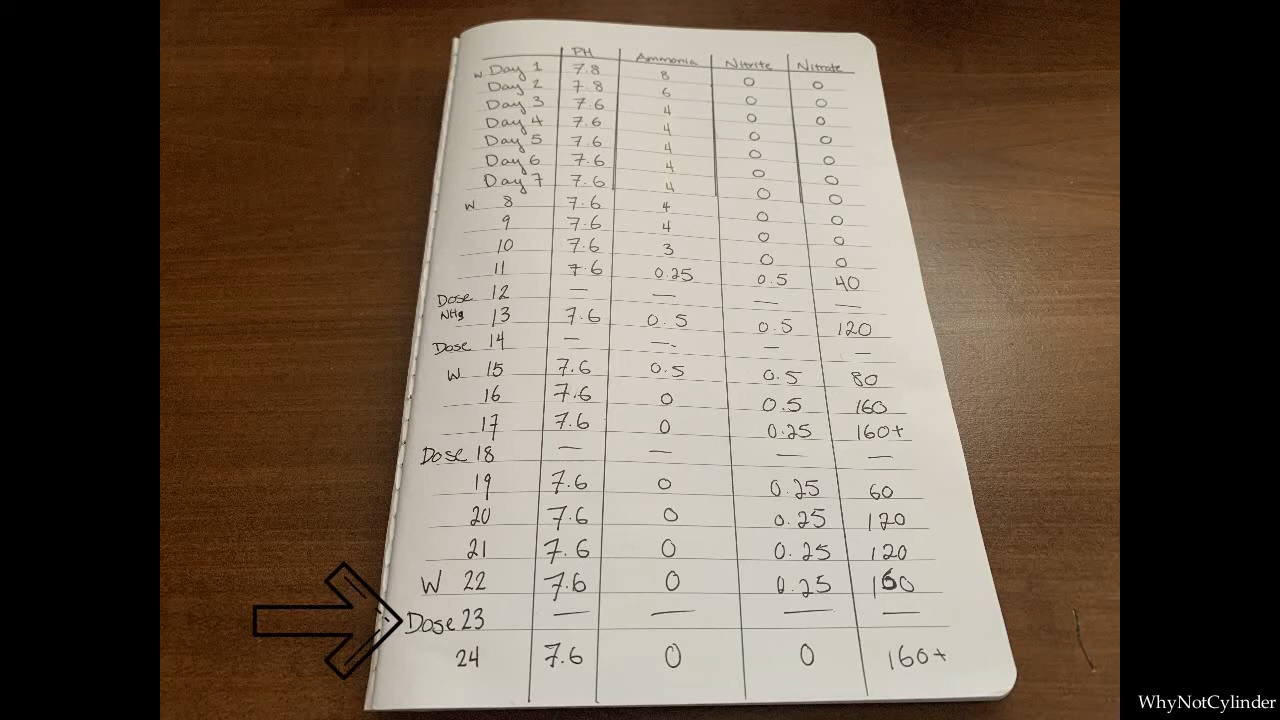 PH Ammonia Nitrite Nitrate
W Day 1 7.8 8 0 0
Day 2 7.8 6 0 0
Day 3 7.6 4 0 0
Day 4 7.6 4 0 0
Day 5 7.6 4 0 0
Day 6 7.6 4 0 0
Day 7 7.6 4 0 0
W 8 7.6 4 0 0
9 7.6 4 0 0
10 7.6 3 0 0
11 7.6 0.25 0.5 40
Dose 12 — — — —
NH3 13 7.6 0.5 0.5 120
Dose 14 — — — —
W 15 7.6 0.5 0.5 80
16 7.6 0 0.5 160
17 7.6 0 0.25 160+
Dose 18 — — — —
19 7.6 0 0.25 60
20 7.6 0 0.25 120
21 7.6 0 0.25 120
W 22 7.6 0 0.25 160
Dose 23 — — — —
24 7.6 0 0 160+
WhyNotCylinder